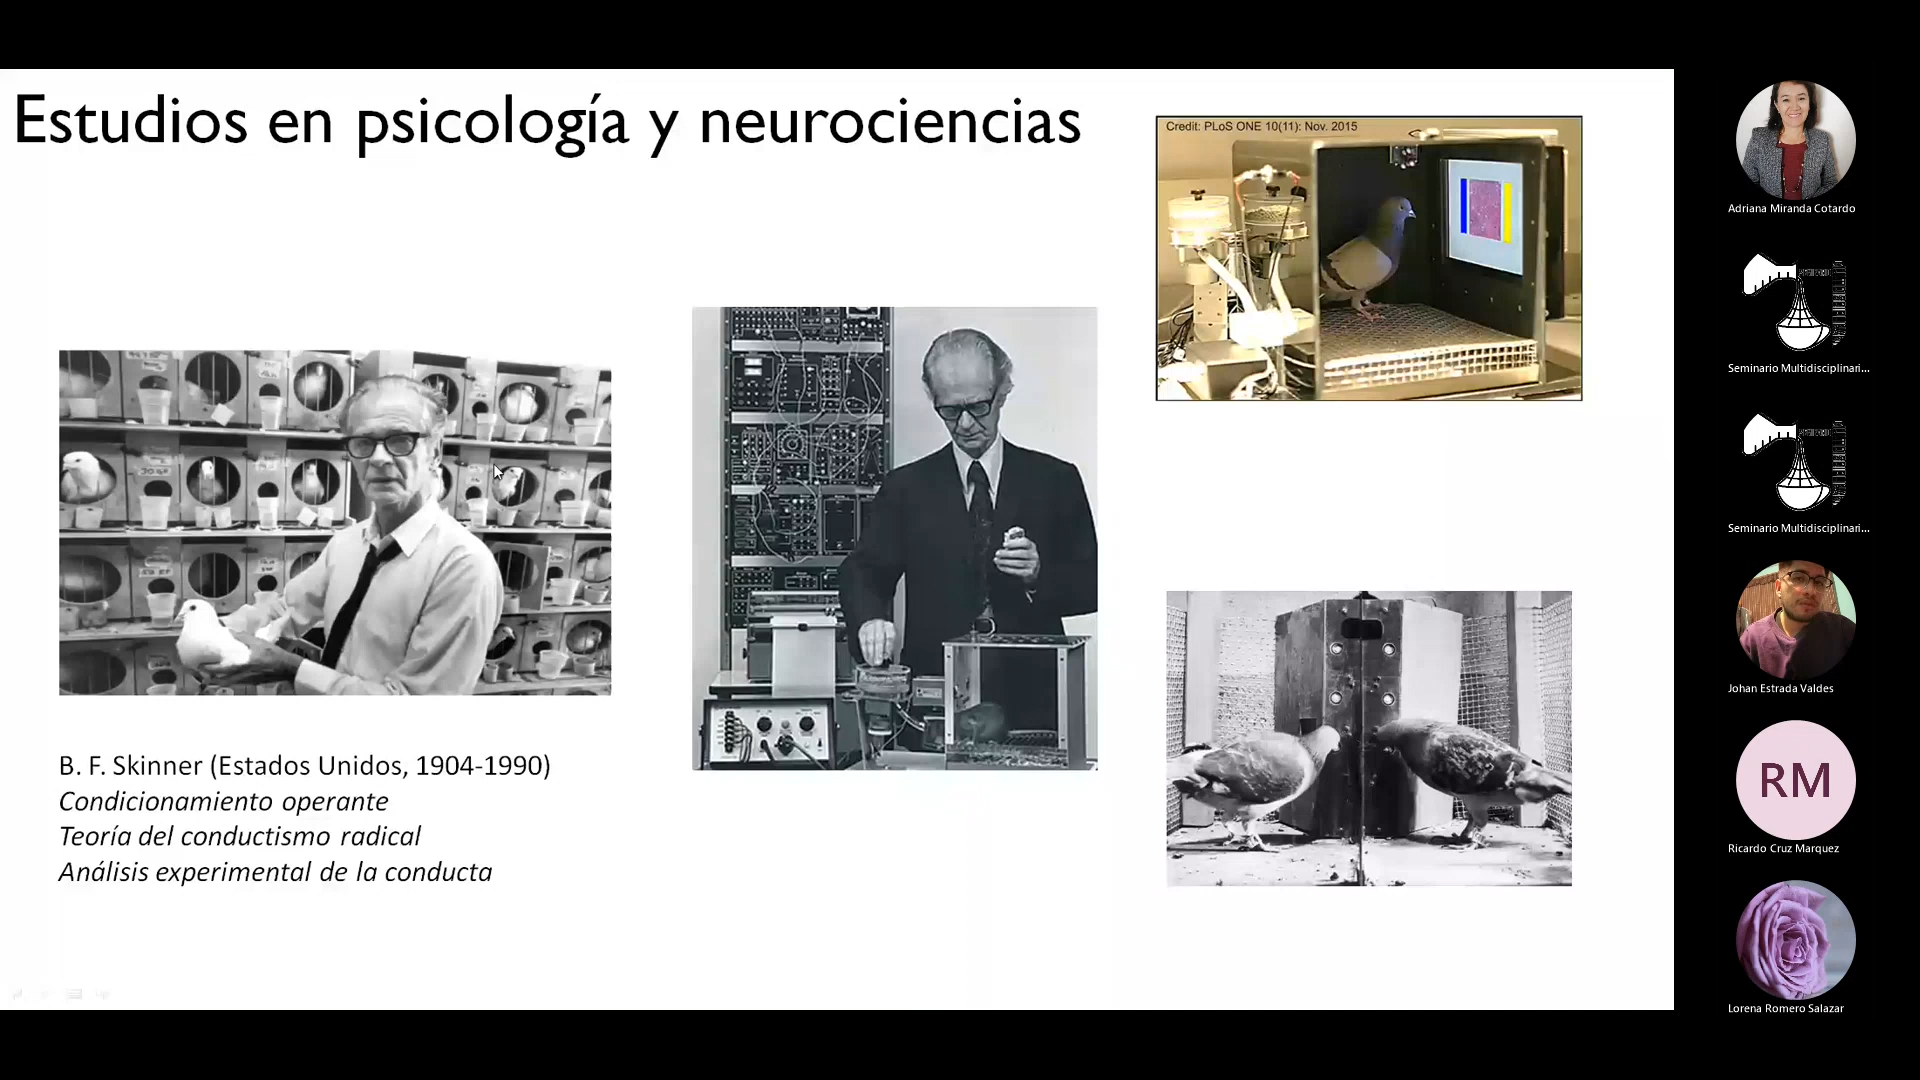 Estudios en psicología y neurociencias
Credit: PLoS ONE 10(11): Nov. 2015
B. F. Skinner (Estados Unidos, 1904-1990)
Condicionamiento operante
Teoría del conductismo radical
Análisis experimental de la conducta
Adriana Miranda Cotardo
Seminario Multidisciplinari...
Seminario Multidisciplinari...
Johan Estrada Valdes
RM
Ricardo Cruz Marquez
Lorena Romero Salazar